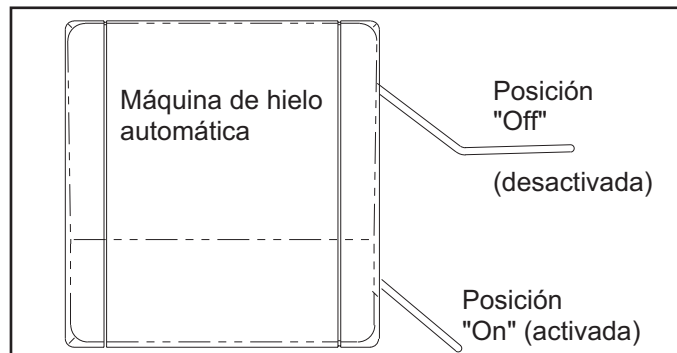 Máquina de hielo
automática
Posición
"Off"
(desactivada)
Posición
"On" (activada)